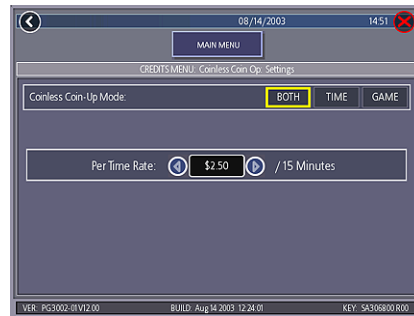 08/14/2003 14:51
MAIN MENU
CREDITS MENU: Coinless Coin Op: Settings
Coinless Coin-Up Mode: BOTH TIME GAME
Per Time Rate: $2.50 / 15 Minutes
VER: PG3002-01V12.00 BUILD: Aug 14 2003 12:24:01 KEY: SA306800 R00